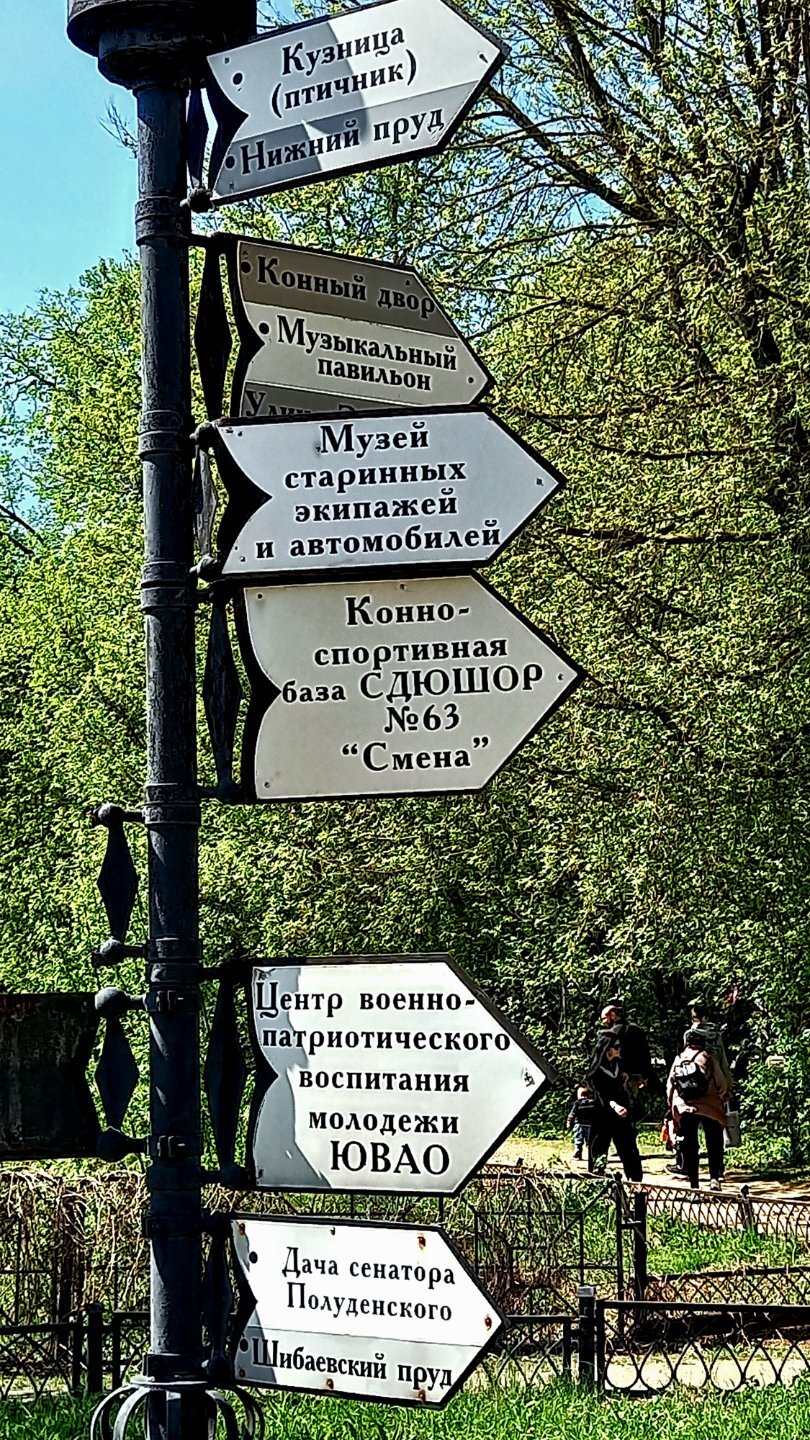 Кузница
(птичник)
Нижний пруд
Конный двор
Музыкальный
павильон
Музей
старинных
экипажей
и автомобилей
Конно-
спортивная
база СДЮШОР
№63
“Смена”
Центр военно-
патриотического
воспитания
молодежи
ЮВАО
Дача сенатора
Полуденского
Шибаевский пруд